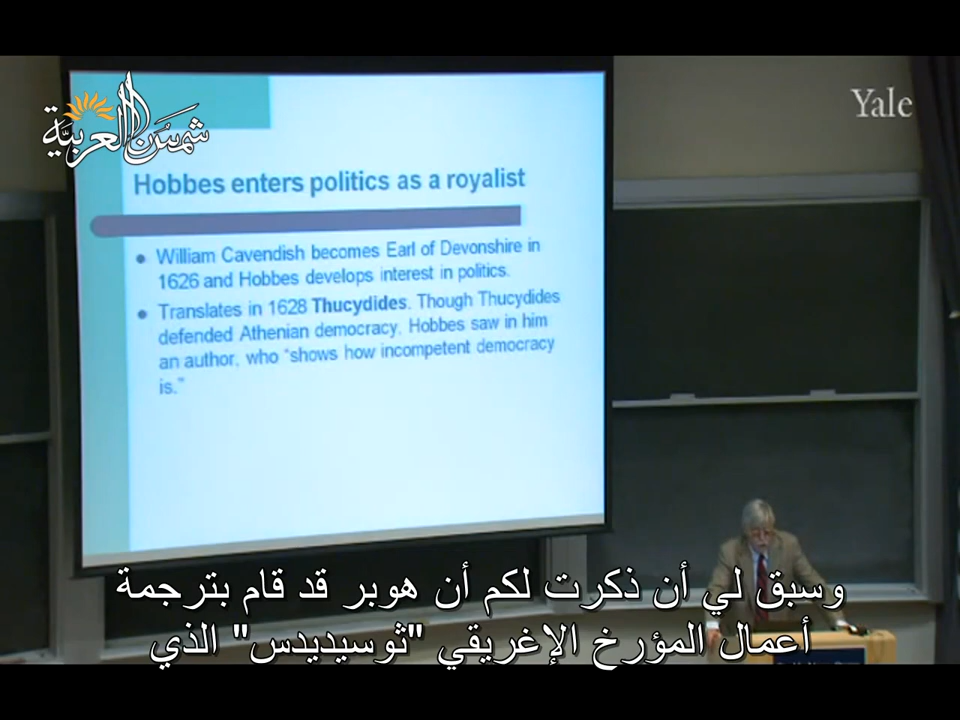 شمس العربية
Yale
Hobbes enters politics as a royalist
William Cavendish becomes Earl of Devonshire in
1626 and Hobbes develops interest in politics.
Translates in 1628 Thucydides. Though Thucydides
defended Athenian democracy, Hobbes saw in him
an author, who “shows how incompetent democracy
is.”
وسبق لي أن ذكرت لكم أن هوبر قد قام بترجمة
أعمال المؤرخ الإغريقي "ثوسيديدس" الذي